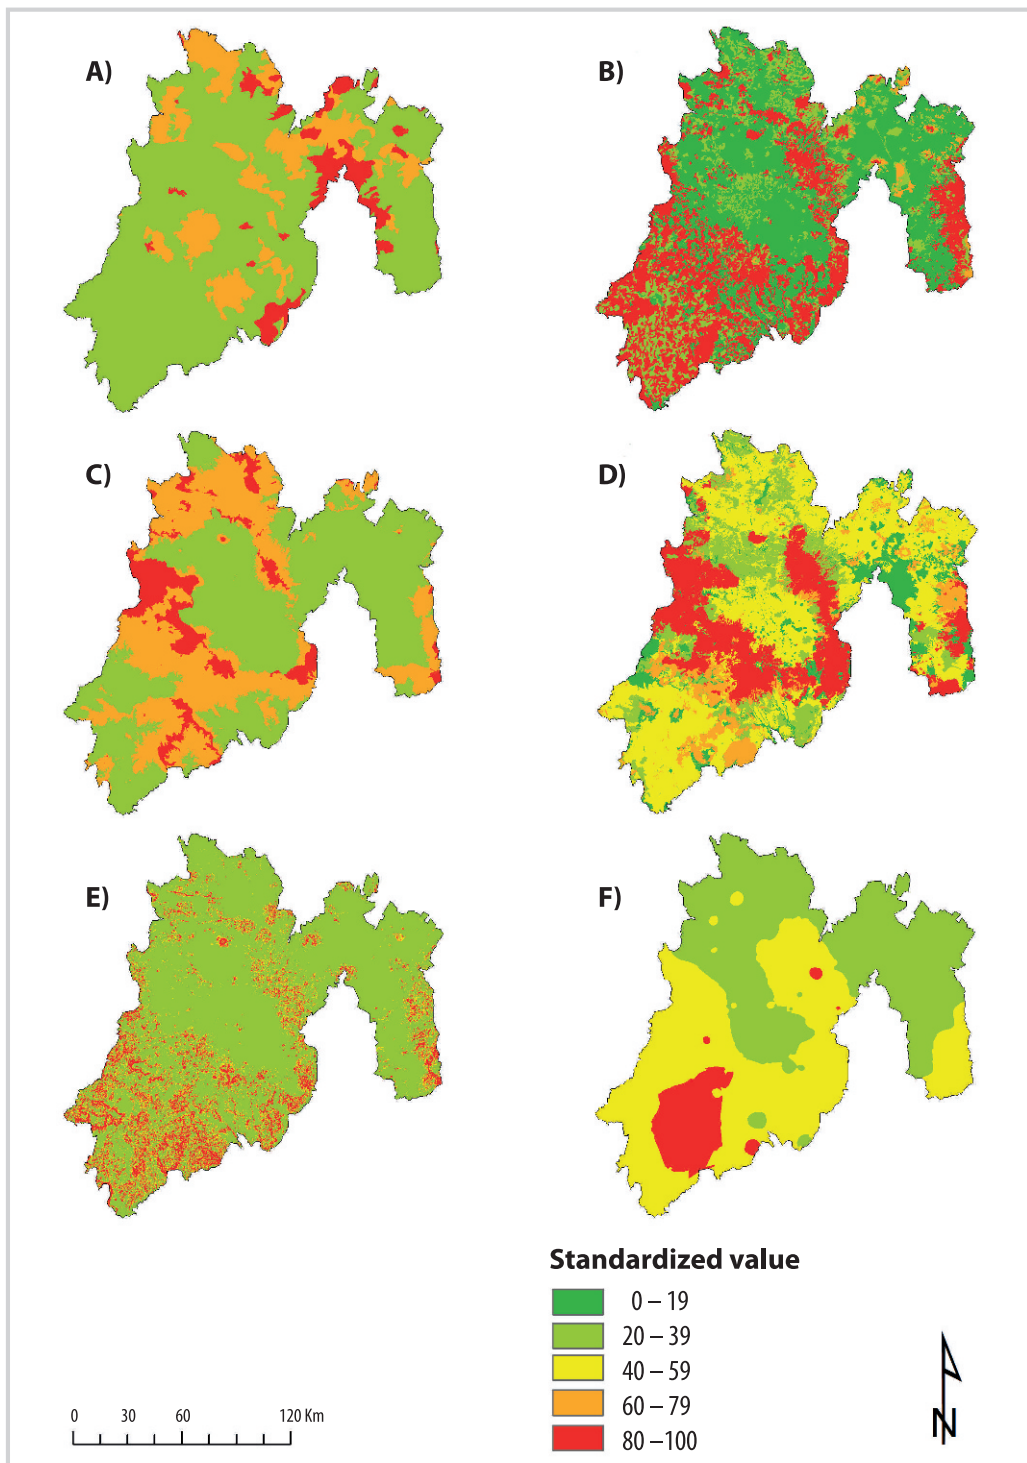 A)
B)
C)
D)
E)
F)
Standardized value
0 – 19
20 – 39
40 – 59
60 – 79
80 –100
0 30 60 120 Km
N